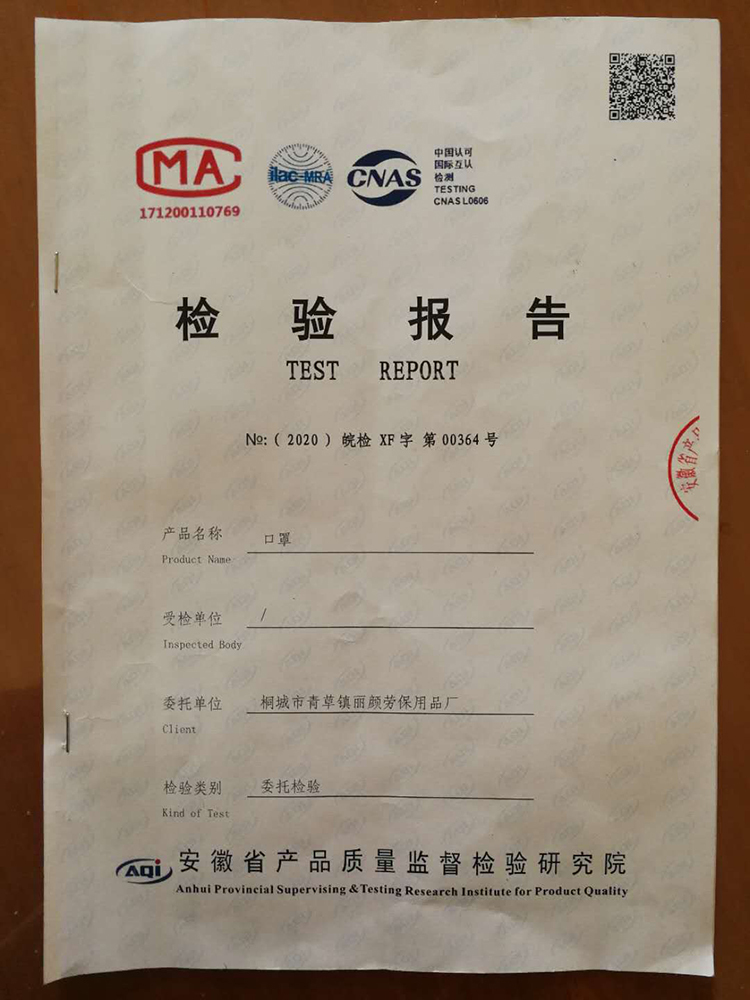 MA
171200110769
ilac-MRA
CNAS
中国认可
国际互认
检测
TESTING
CNAS L0606
检验报告
TEST REPORT
№:(2020)皖检 XF字 第00364号
安徽省产
产品名称 口罩
Product Name
受检单位 /
Inspected Body
委托单位 桐城市青草镇丽颜劳保用品厂
Client
检验类别 委托检验
Kind of Test
AQI 安徽省产品质量监督检验研究院
Anhui Provincial Supervising & Testing Research Institute for Product Quality